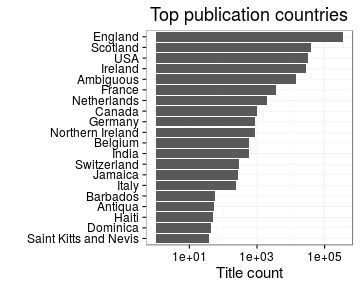 Top publication countries
England
Scotland
USA
Ireland
Ambiguous
France
Netherlands
Canada
Germany
Northern Ireland
Belgium
India
Switzerland
Jamaica
Italy
Barbados
Antiqua
Haiti
Dominica
Saint Kitts and Nevis
1e+01 1e+03 1e+05
Title count